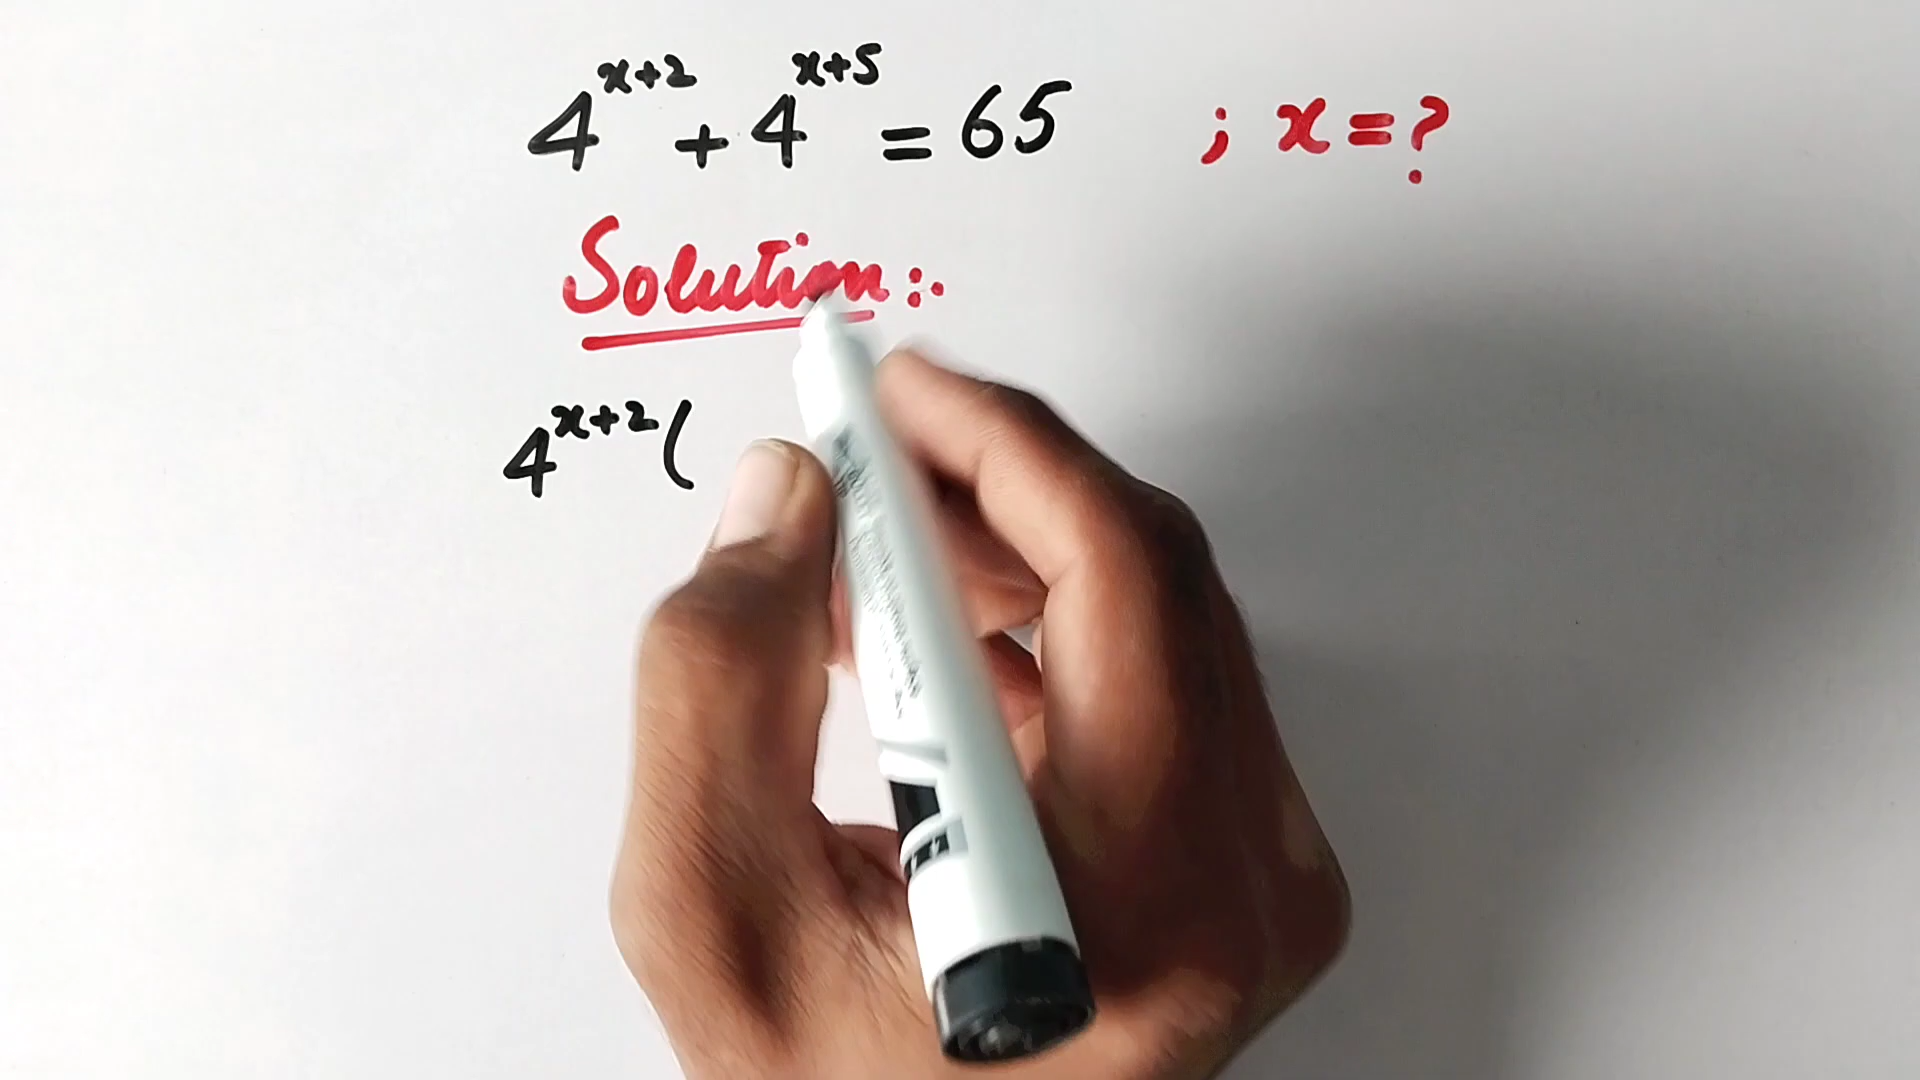 4^{x+2} + 4^{x+5} = 65 ; x = ?
Solution:.
4^{x+2} (